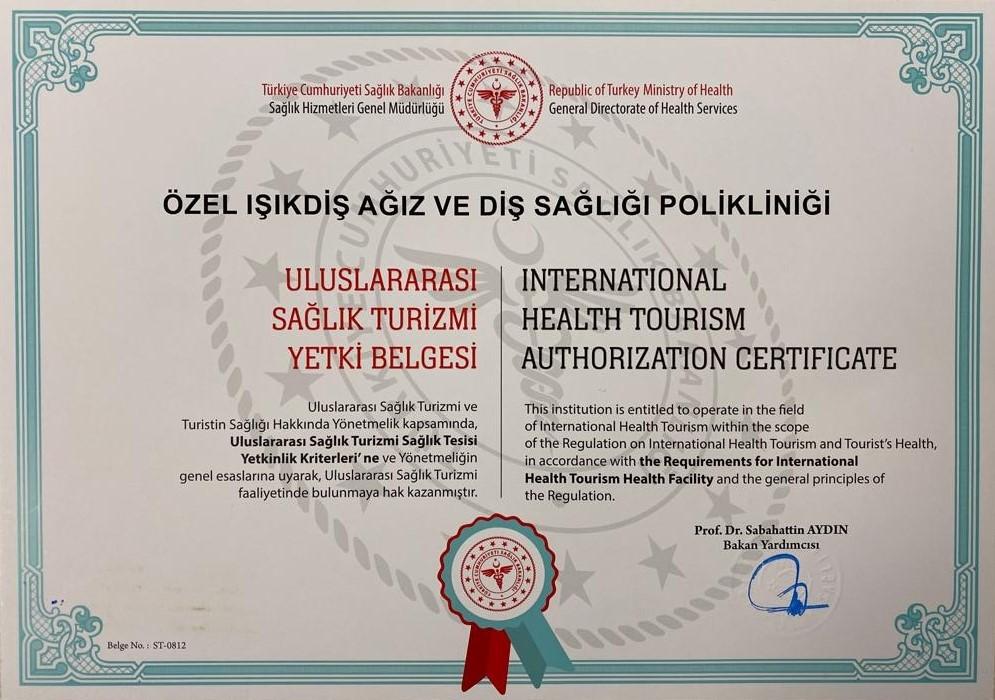 Türkiye Cumhuriyeti Sağlık Bakanlığı
Sağlık Hizmetleri Genel Müdürlüğü
Republic of Turkey Ministry of Health
General Directorate of Health Services
ÖZEL IŞIKDİŞ AĞIZ VE DİŞ SAĞLIĞI POLİKLİNİĞİ
ULUSLARARASI
SAĞLIK TURİZMİ
YETKİ BELGESİ
Uluslararası Sağlık Turizmi ve
Turistin Sağlığı Hakkında Yönetmelik kapsamında,
Uluslararası Sağlık Turizmi Sağlık Tesisi
Yetkinlik Kriterleri' ne ve Yönetmeliğin
genel esaslarına uyarak, Uluslararası Sağlık Turizmi
faaliyetinde bulunmaya hak kazanmıştır.
INTERNATIONAL
HEALTH TOURISM
AUTHORIZATION CERTIFICATE
This institution is entitled to operate in the field
of International Health Tourism within the scope
of the Regulation on International Health Tourism and Tourist's Health,
in accordance with the Requirements for International
Health Tourism Health Facility and the general principles of
the Regulation.
Prof. Dr. Sabahattin AYDIN
Bakan Yardımcısı
Belge No. : ST-0812